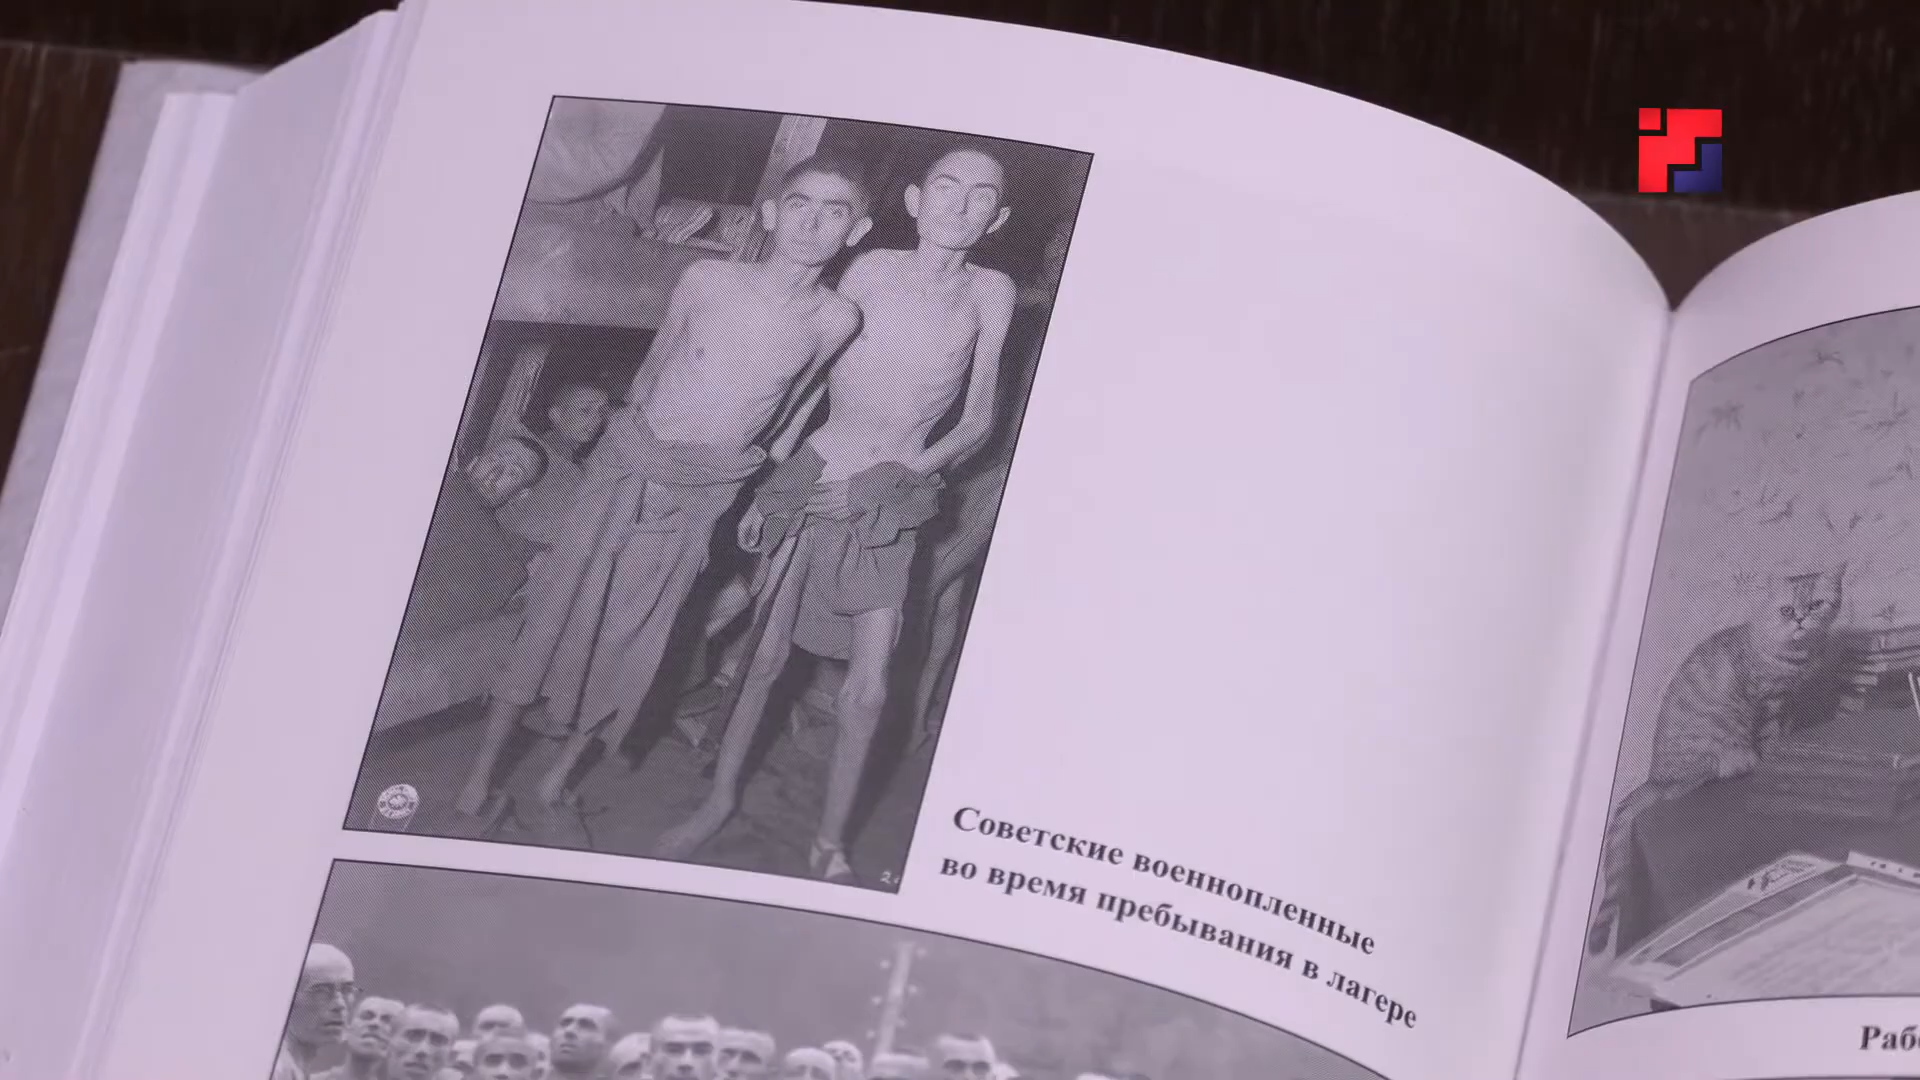 Советские военнопленные
во время пребывания в лагере